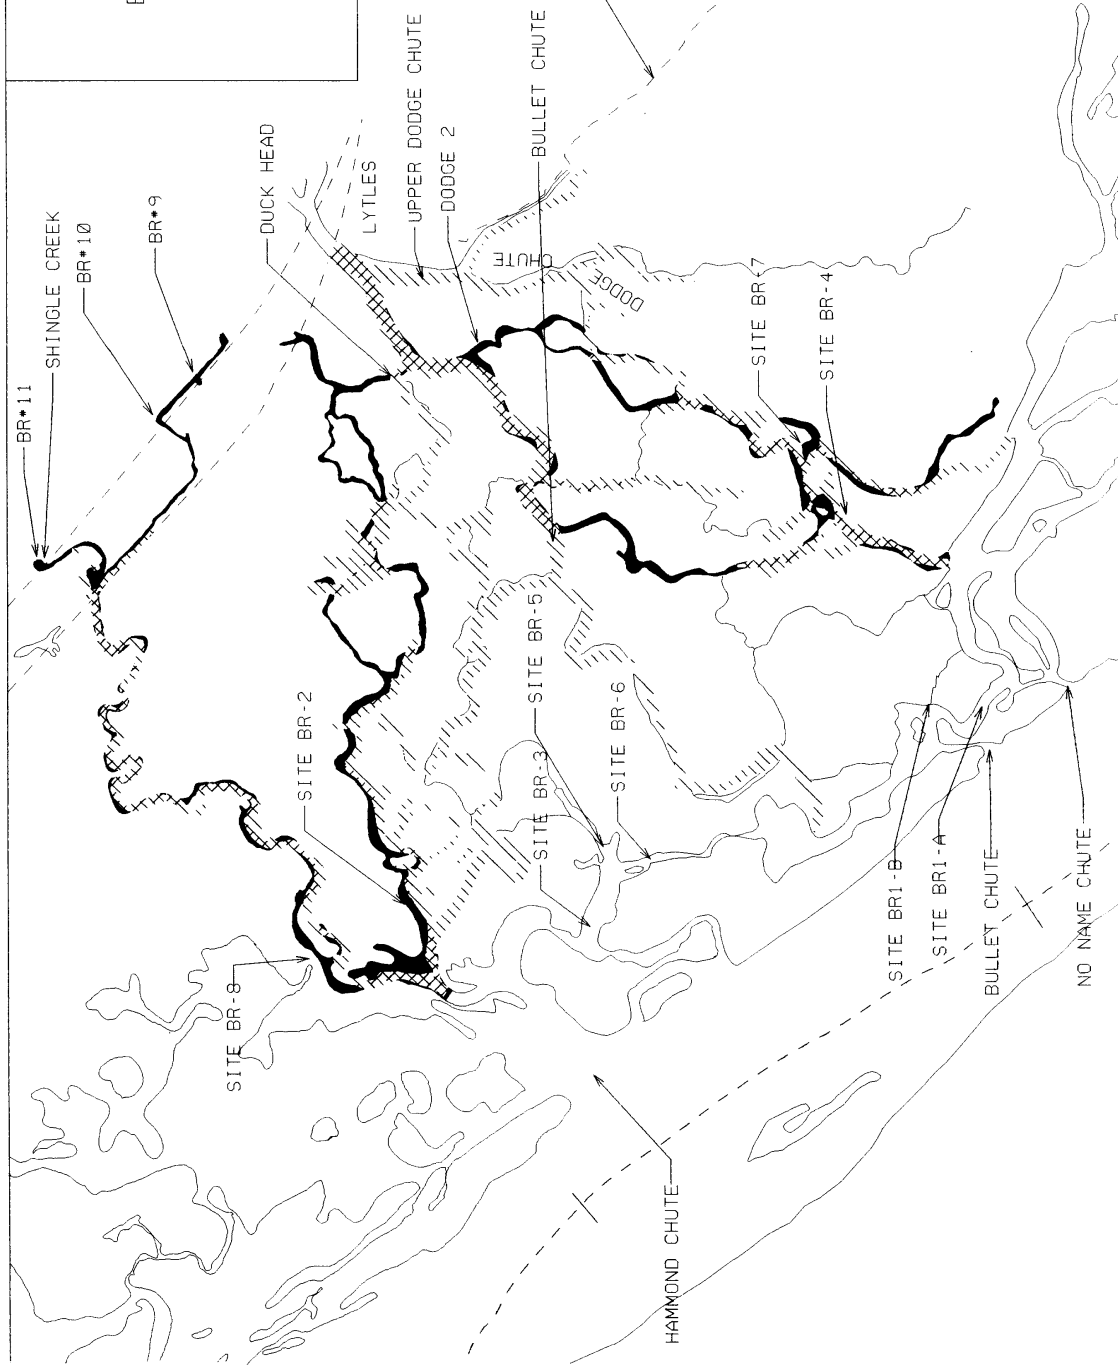 BR#11
SHINGLE CREEK
BR#10
BR#9
DUCK HEAD
LYTLES
UPPER DODGE CHUTE
DODGE 2
BULLET CHUTE
DODGE
CHUTE
SITE BR-7
SITE BR-4
SITE BR-2
SITE BR-5
SITE BR-3
SITE BR-6
SITE BR-8
SITE BR1-B
SITE BR1-A
BULLET CHUTE
NO NAME CHUTE
HAMMOND CHUTE